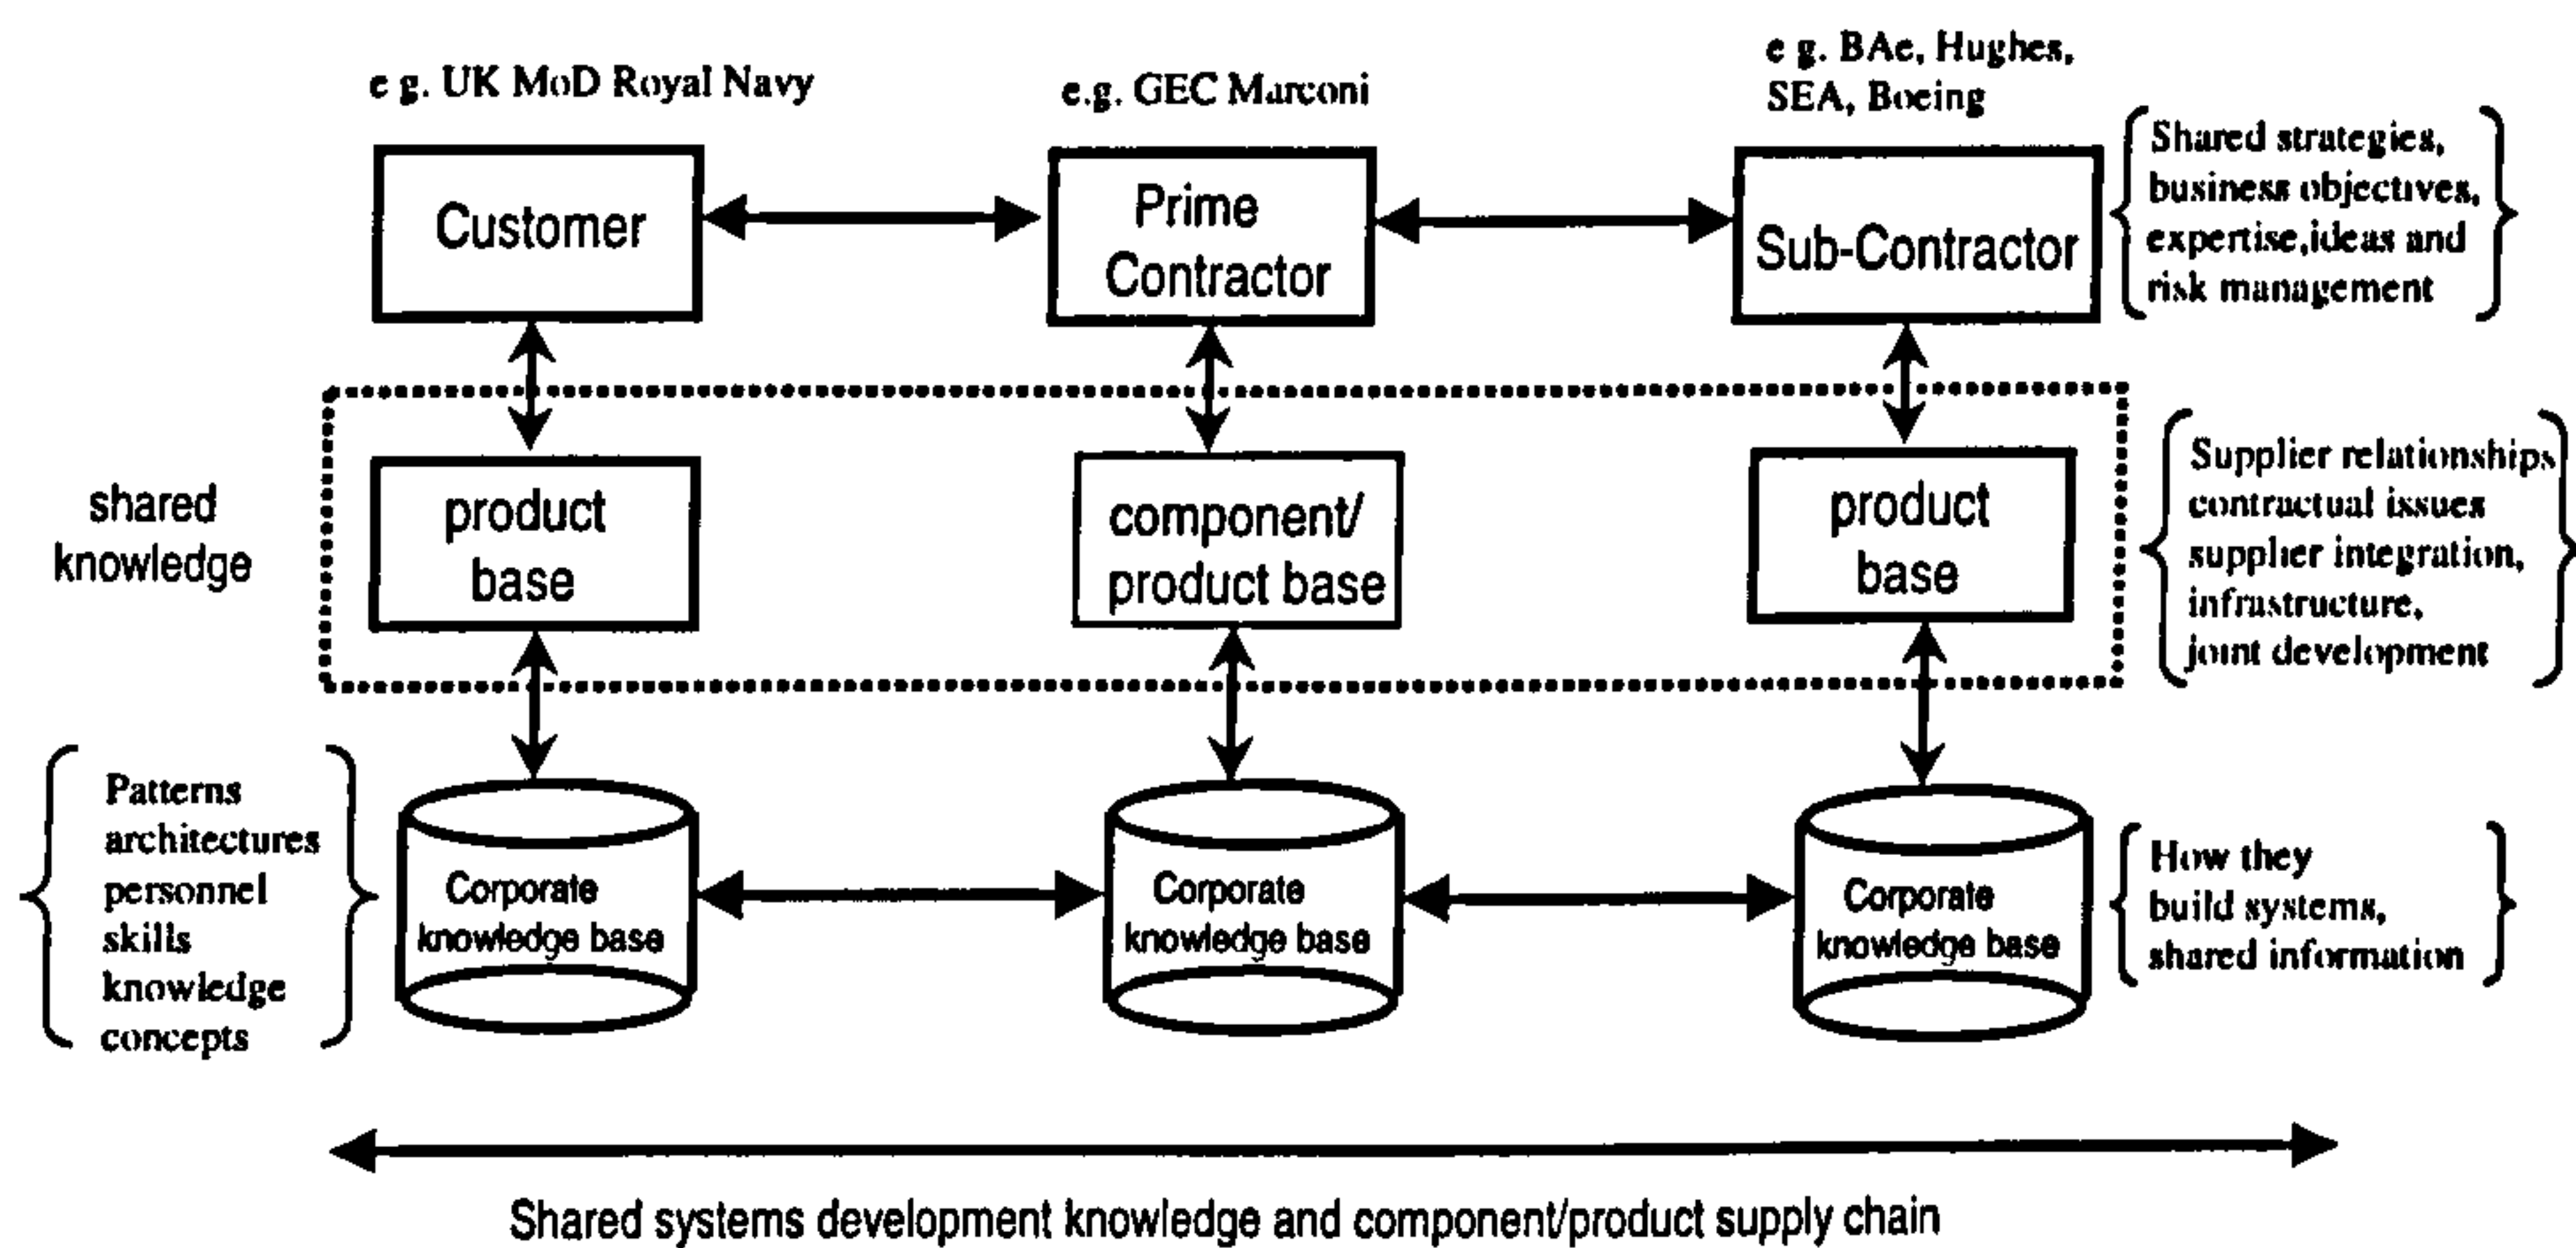 e g. UK MoD Royal Navy
e.g. GEC Marconi
e g. BAe, Hughes,
SEA, Boeing
Customer
Prime
Contractor
Sub-Contractor
Shared strategies,
business objectives,
expertise,ideas and
risk management
shared
knowledge
product
base
component/
product base
product
base
Supplier relationships
contractual issues
supplier integration,
infrastructure,
joint development
Patterns
architectures
personnel
skills
knowledge
concepts
Corporate
knowledge base
Corporate
knowledge base
Corporate
knowledge base
How they
build systems,
shared information
Shared systems development knowledge and component/product supply chain